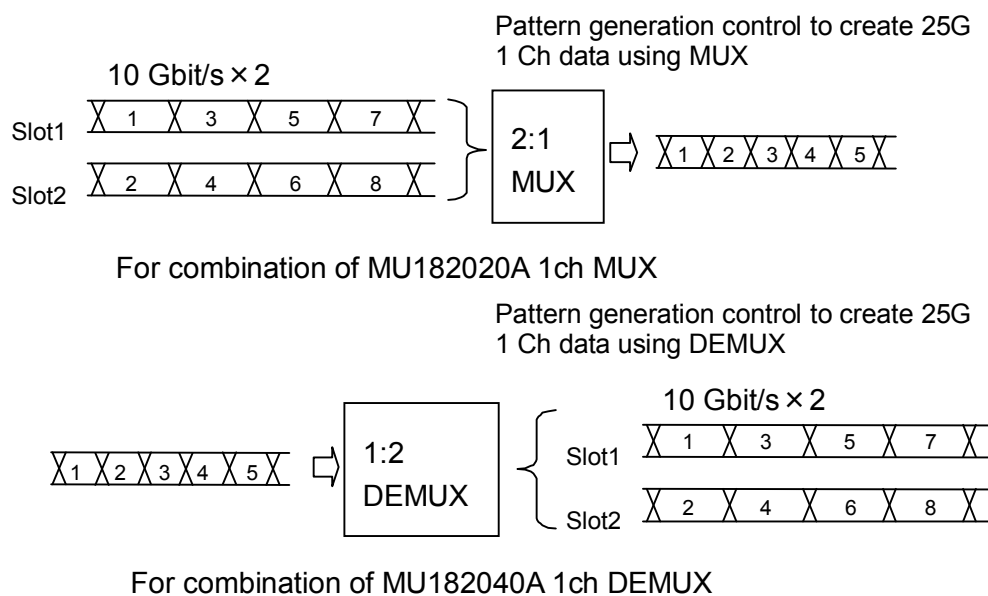 Pattern generation control to create 25G
1 Ch data using MUX
10 Gbit/s × 2
Slot1 1 3 5 7
Slot2 2 4 6 8
2:1
MUX
1 2 3 4 5
For combination of MU182020A 1ch MUX
Pattern generation control to create 25G
1 Ch data using DEMUX
10 Gbit/s × 2
1 2 3 4 5
1:2
DEMUX
Slot1 1 3 5 7
Slot2 2 4 6 8
For combination of MU182040A 1ch DEMUX